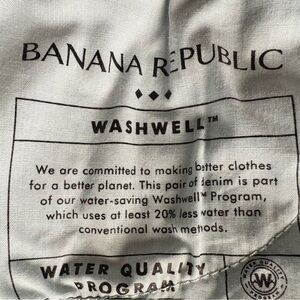 BANANA REPUBLIC
WASHWELL™
We are committed to making better clothes
for a better planet. This pair of denim is part
of our water-saving Washwell™ Program,
which uses at least 20% less water than
conventional wash methods.
WATER QUALITY
PROGRAM
WATER QUALITY
W